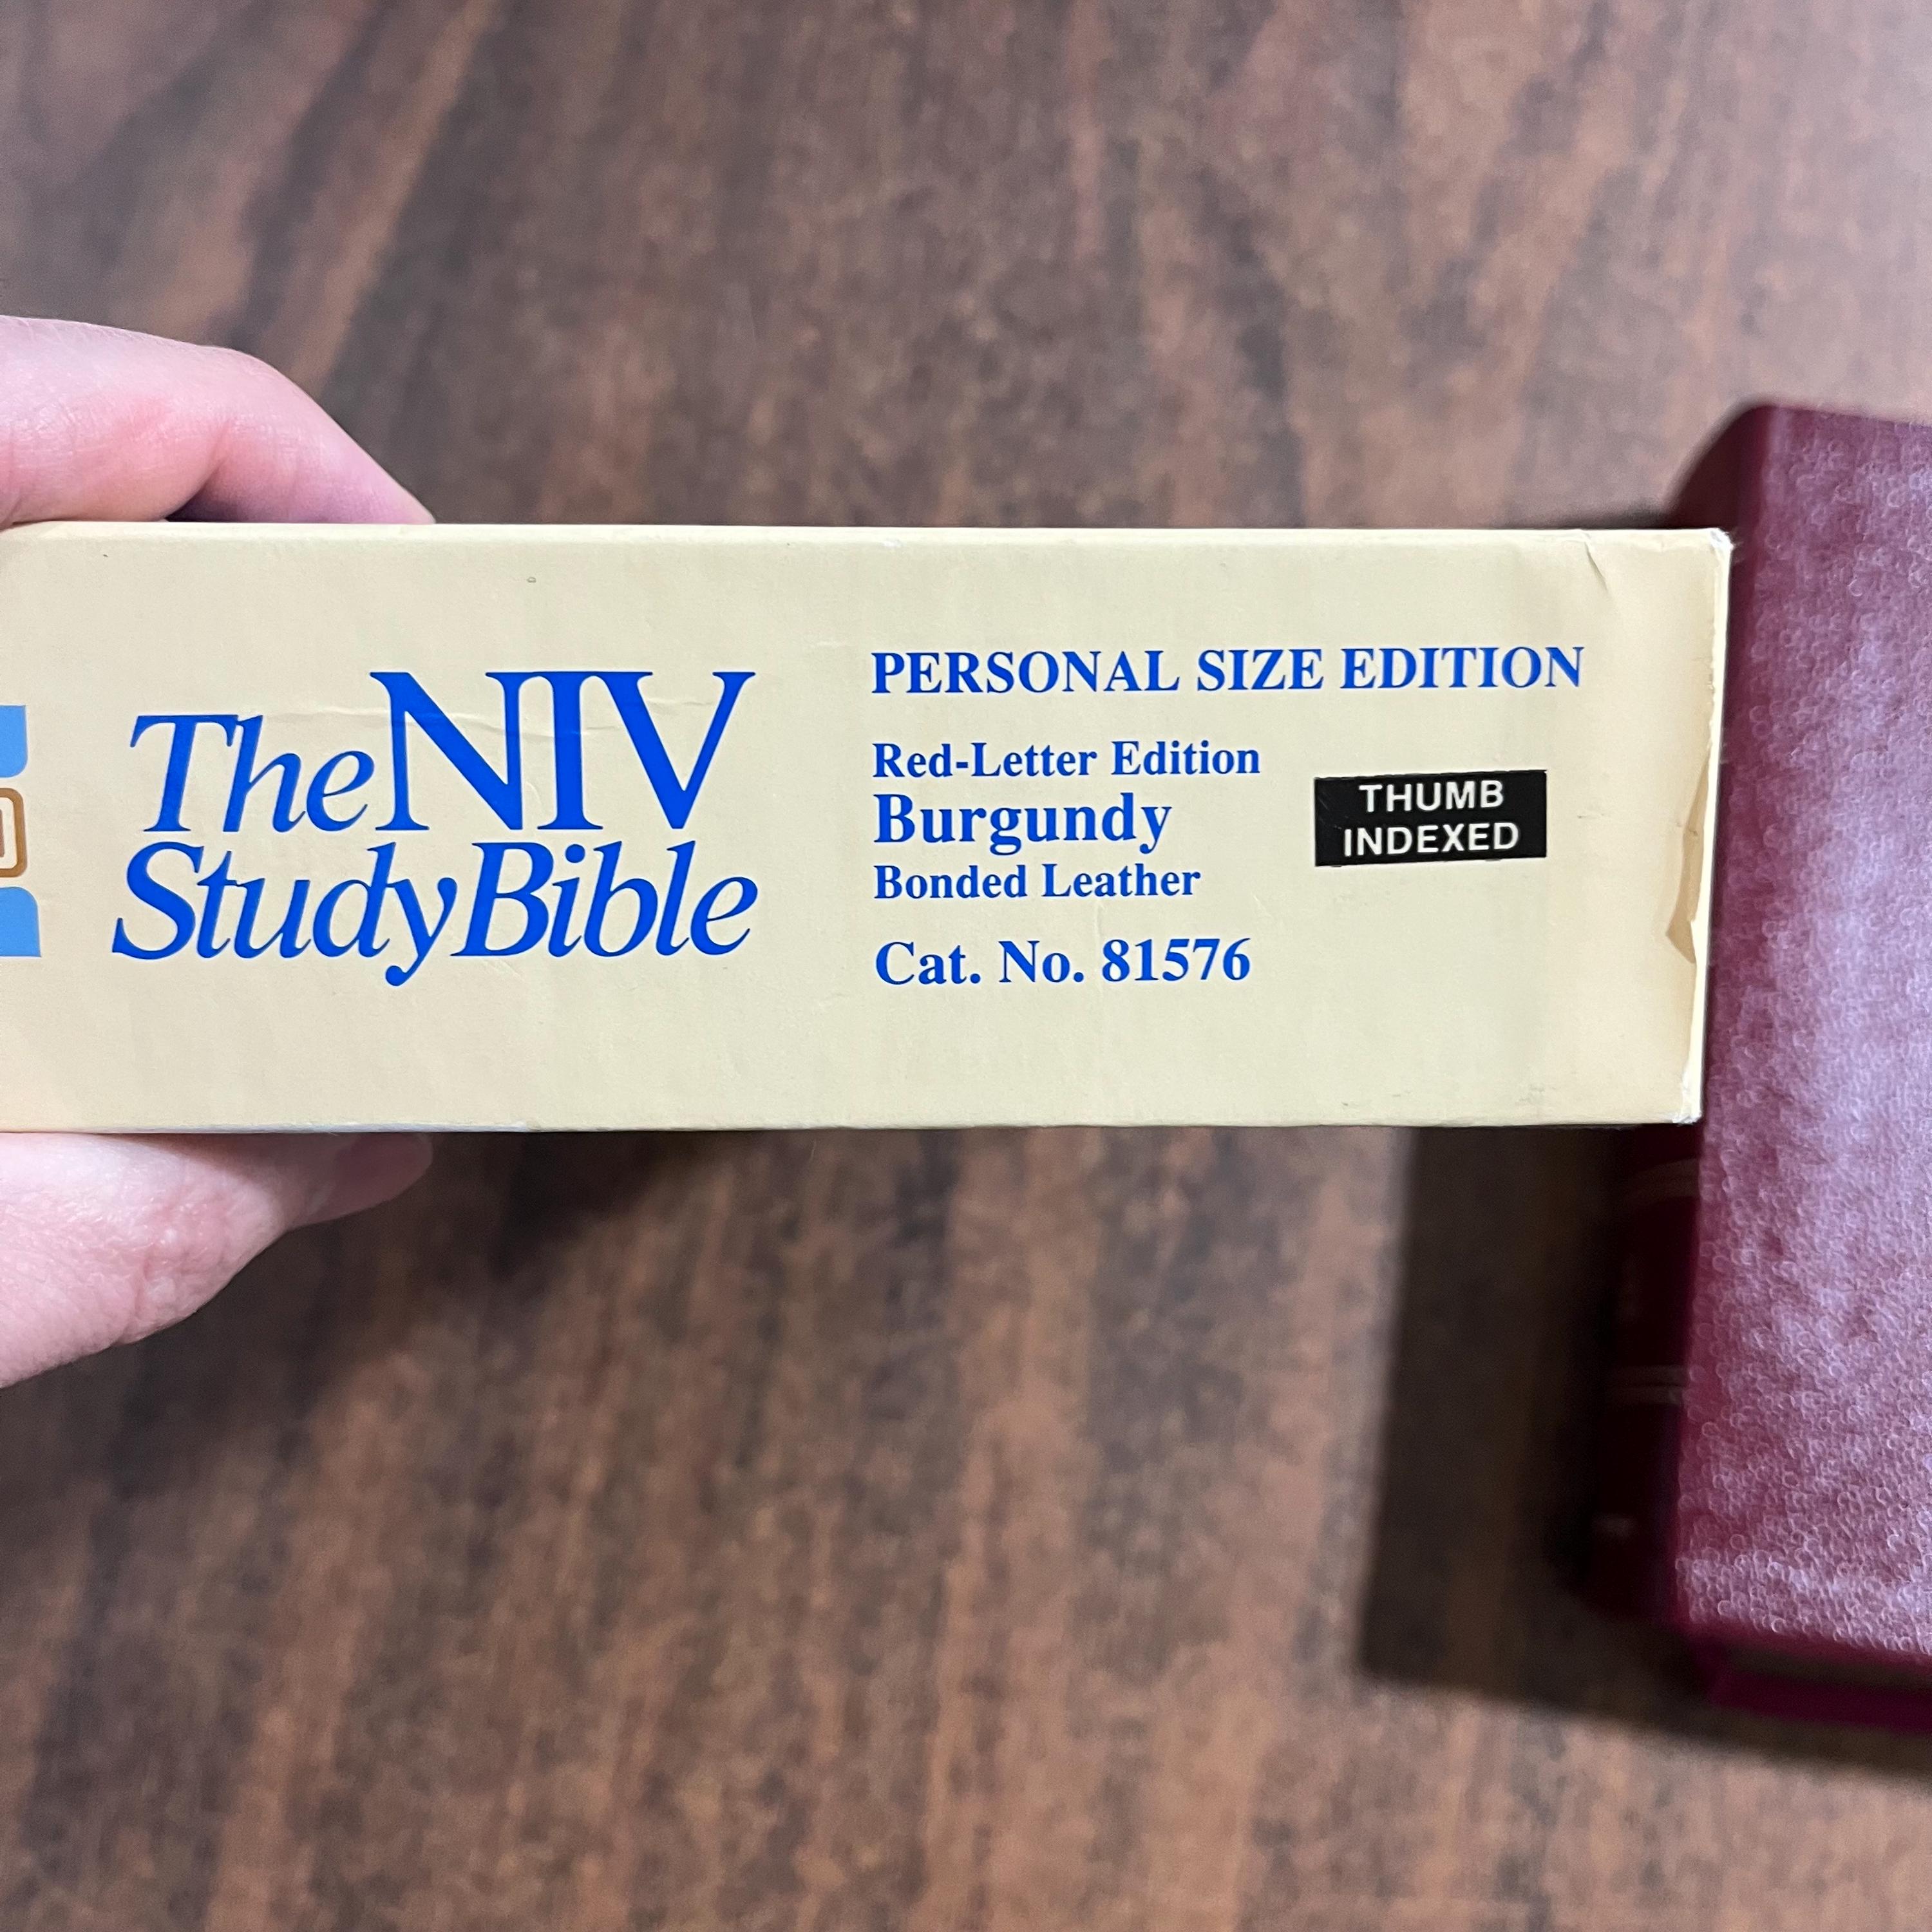 The NIV
Study Bible
PERSONAL SIZE EDITION
Red-Letter Edition
Burgundy
Bonded Leather
Cat. No. 81576
THUMB
INDEXED